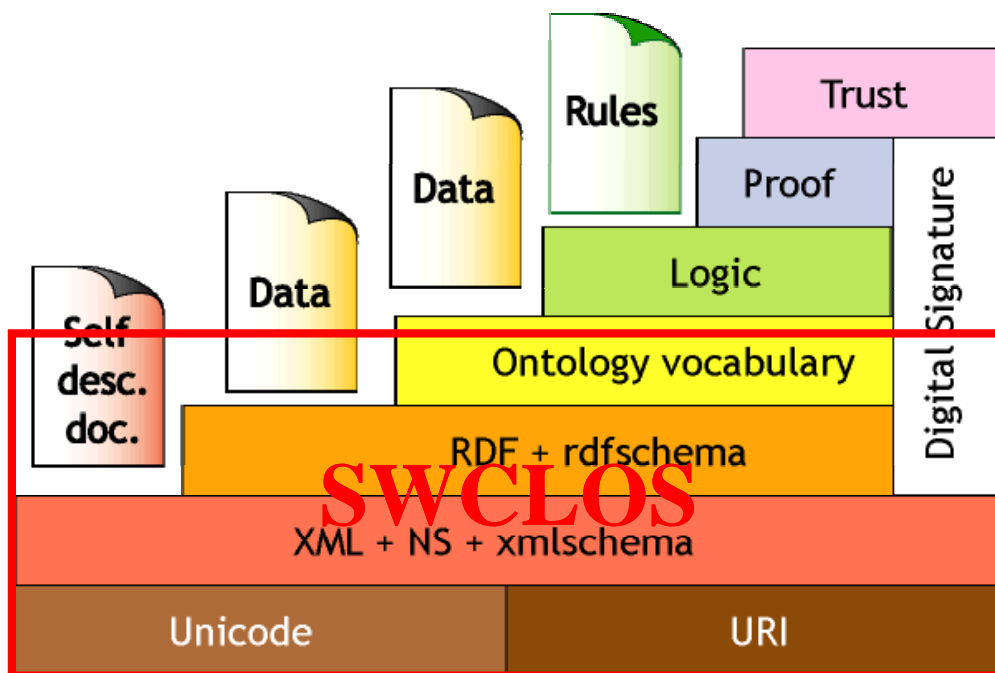 Rules
Trust
Data
Proof
Data
Logic
Self
desc.
doc.
Ontology vocabulary
Digital Signature
RDF + rdfschema
SWCLOS
XML + NS + xmlschema
Unicode
URI